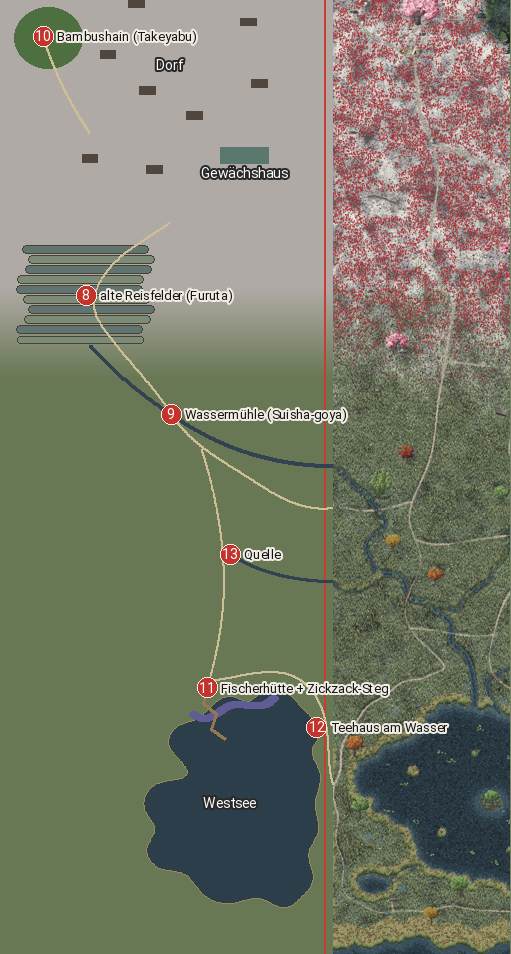 10 Bambushain (Takeyabu)
Dorf
Gewächshaus
8 alte Reisfelder (Furuta)
9 Wassermühle (Suisha-goya)
13 Quelle
11 Fischerhütte + Zickzack-Steg
12 Teehaus am Wasser
Westsee